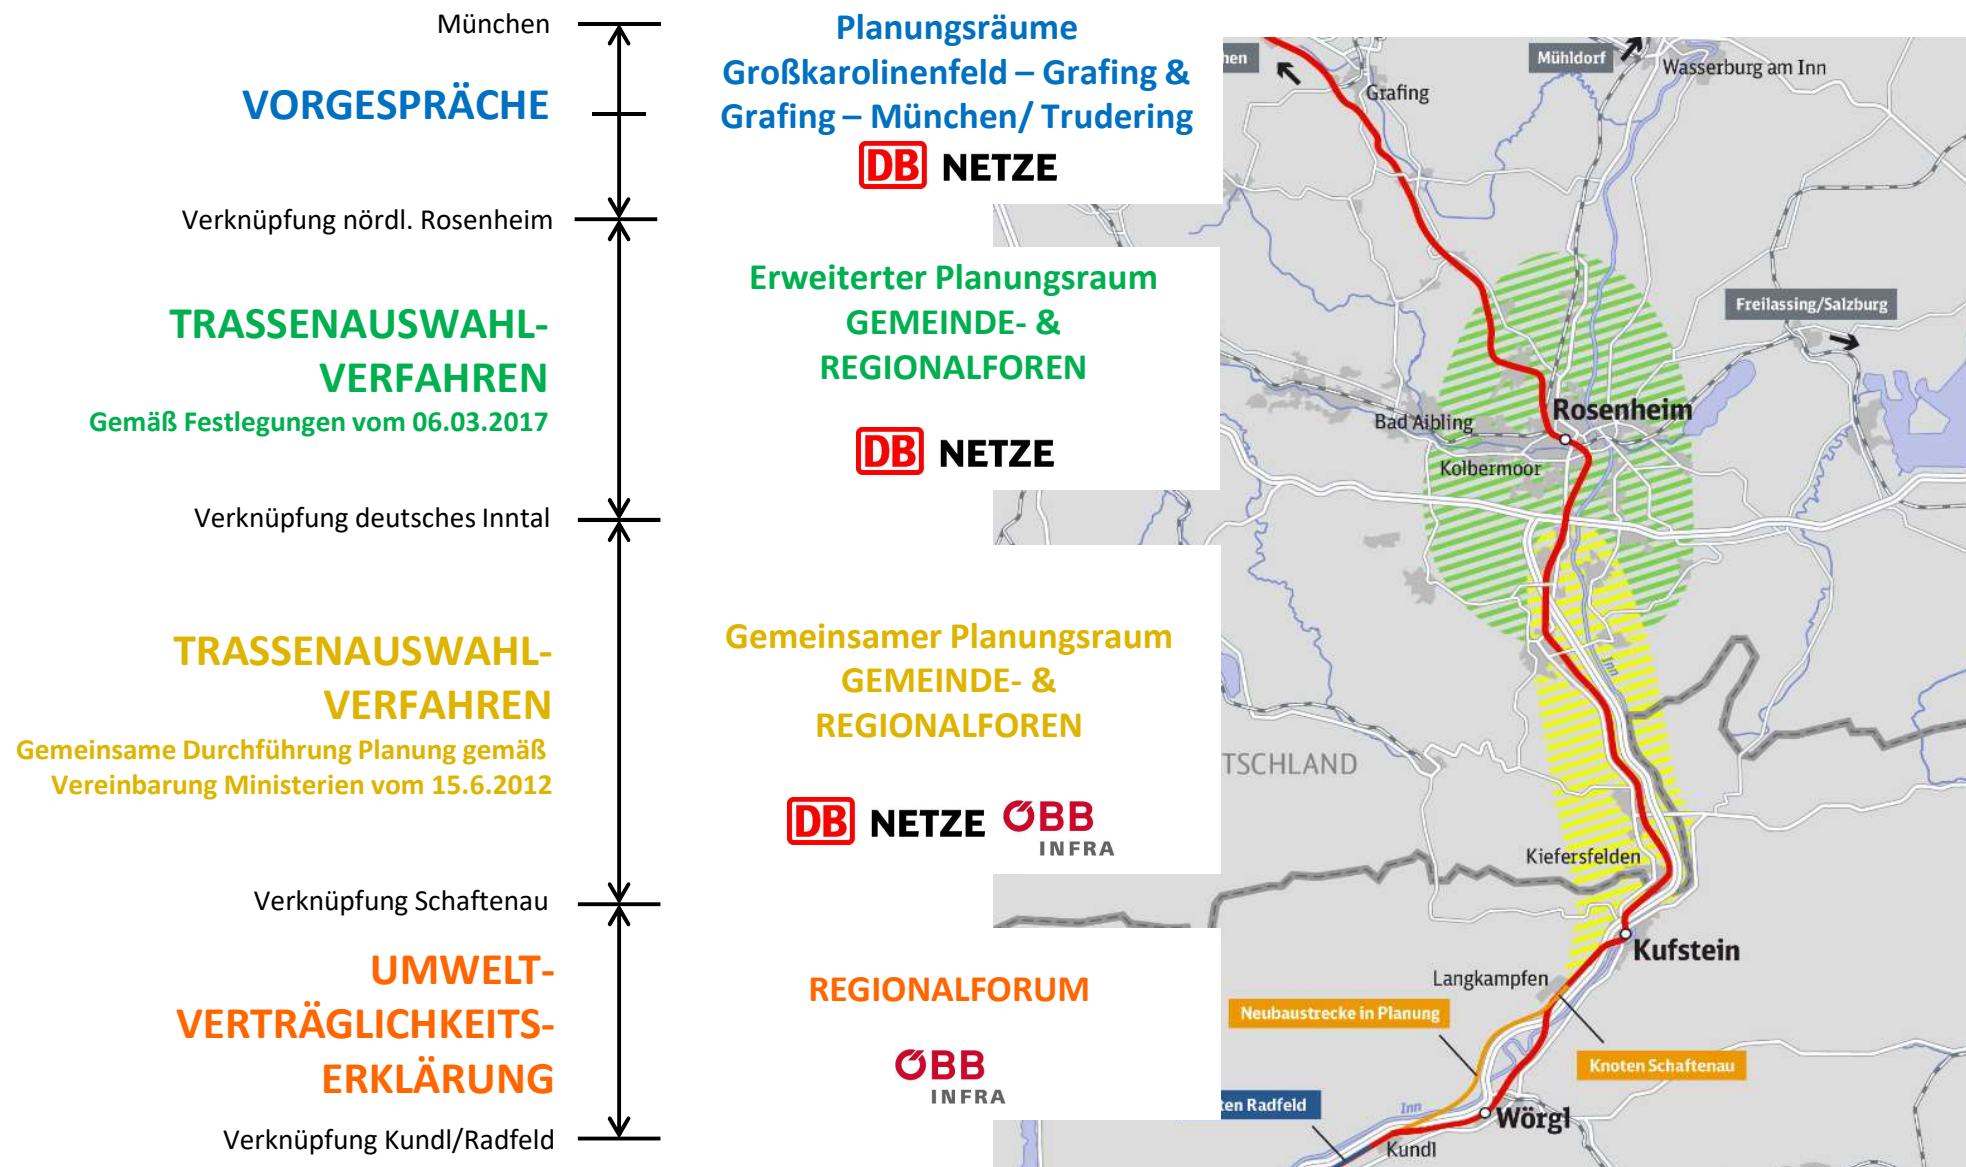 München
VORGESPRÄCHE
Verknüpfung nördl. Rosenheim
TRASSENAUSWAHL-
VERFAHREN
Gemäß Festlegungen vom 06.03.2017
Verknüpfung deutsches Inntal
TRASSENAUSWAHL-
VERFAHREN
Gemeinsame Durchführung Planung gemäß
Vereinbarung Ministerien vom 15.6.2012
Verknüpfung Schaftenau
UMWELT-
VERTRÄGLICHKEITS-
ERKLÄRUNG
Verknüpfung Kundl/Radfeld
Planungsräume
Großkarolinenfeld – Grafing &
Grafing – München/ Trudering
DB NETZE
Erweiterter Planungsraum
GEMEINDE- &
REGIONALFOREN
DB NETZE
Gemeinsamer Planungsraum
GEMEINDE- &
REGIONALFOREN
DB NETZE ÖBB
INFRA
REGIONALFORUM
ÖBB
INFRA
hen
Mühldorf
Wasserburg am Inn
Grafing
Freilassing/Salzburg
Rosenheim
Bad Aibling
Kolbermoor
Inn
TSCHLAND
Kiefersfelden
Kufstein
Langkampfen
Neubaustrecke in Planung
Knoten Schaftenau
ten Radfeld
Inn
Wörgl
Kundl